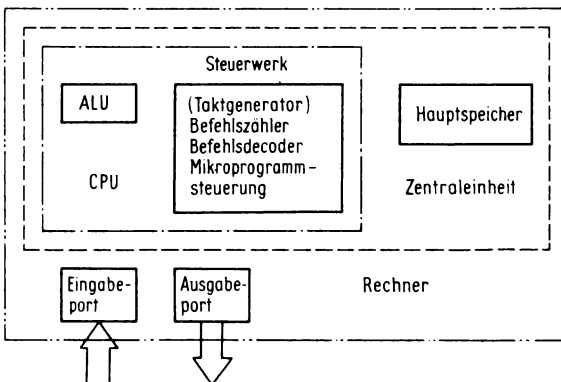 Steuerwerk
ALU
(Taktgenerator)
Befehlszähler
Befehlsdecoder
Mikroprogramm-
steuerung
CPU
Hauptspeicher
Zentraleinheit
Eingabe-
port
Ausgabe-
port
Rechner